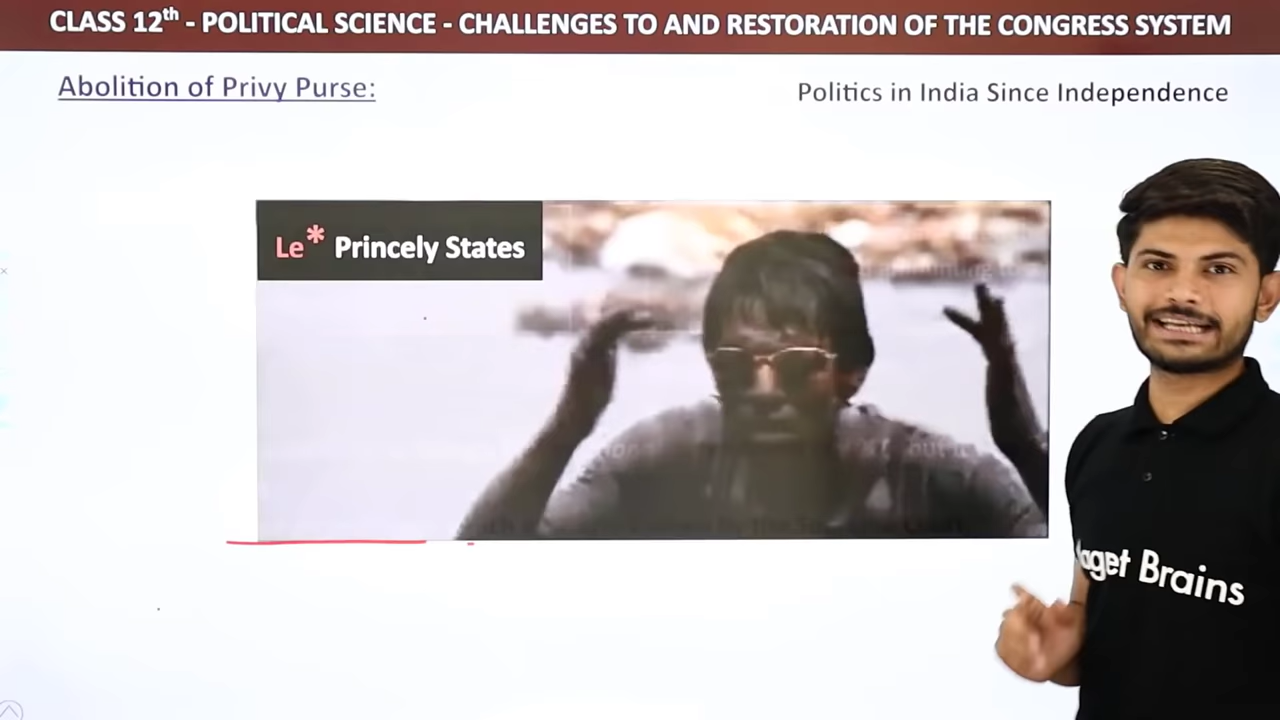 CLASS 12th - POLITICAL SCIENCE - CHALLENGES TO AND RESTORATION OF THE CONGRESS SYSTEM
Abolition of Privy Purse:
Politics in India Since Independence
Le* Princely States
Brains